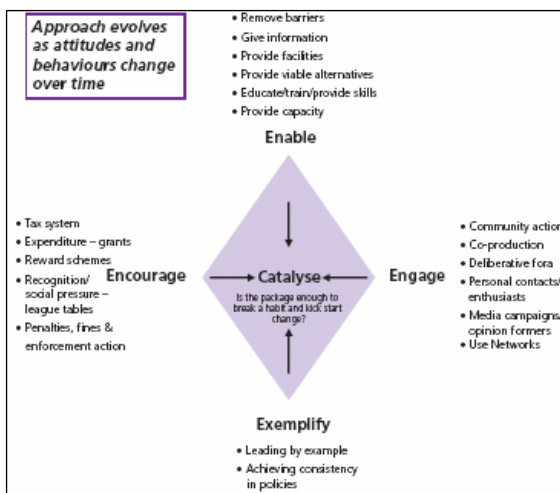 Approach evolves
as attitudes and
behaviours change
over time
• Remove barriers
• Give information
• Provide facilities
• Provide viable alternatives
• Educate/train/provide skills
• Provide capacity
Enable
• Tax system
• Expenditure – grants
• Reward schemes
• Recognition/
social pressure –
league tables
• Penalties, fines &
enforcement action
Encourage
Catalyse
Is the package enough to
break a habit and kick start
change?
Engage
• Community action
• Co-production
• Deliberative fora
• Personal contacts/
enthusiasts
• Media campaigns/
opinion formers
• Use Networks
Exemplify
• Leading by example
• Achieving consistency
in policies